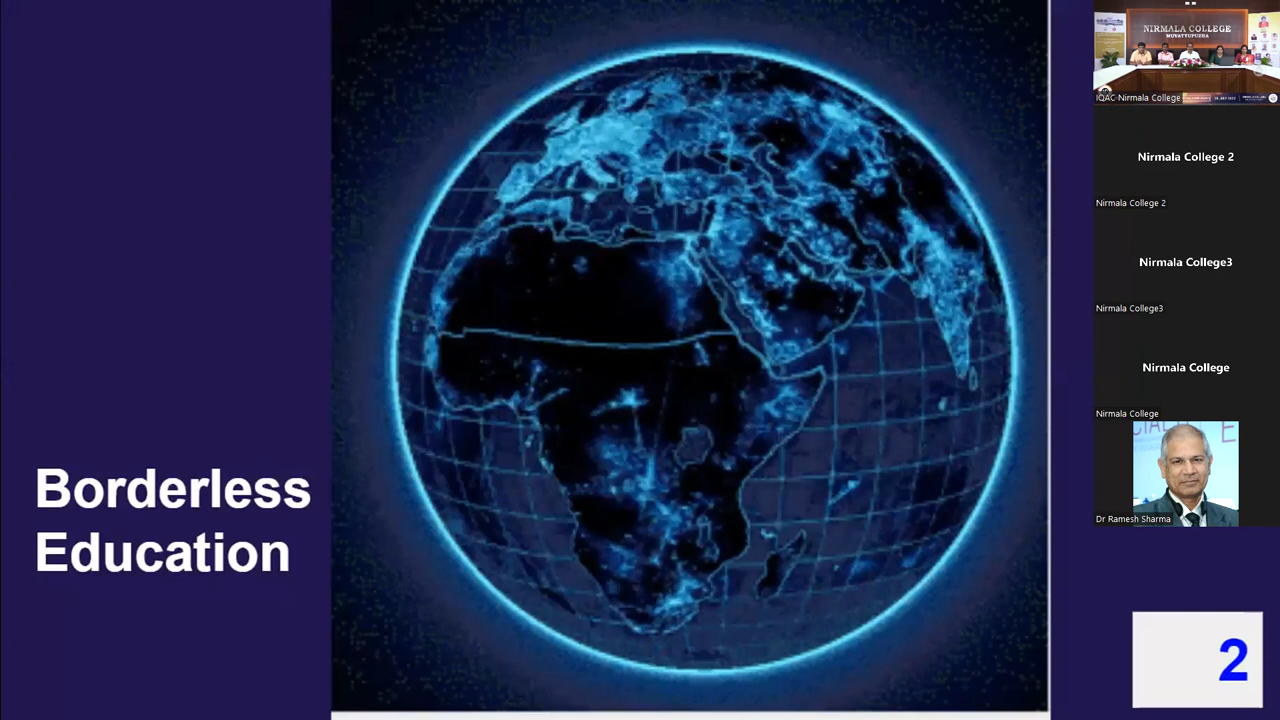 Borderless
Education
NIRMALA COLLEGE
MUVATTUPUZHA
IQAC-Nirmala College
Nirmala College 2
Nirmala College 2
Nirmala College3
Nirmala College3
Nirmala College
Nirmala College
Dr Ramesh Sharma
2